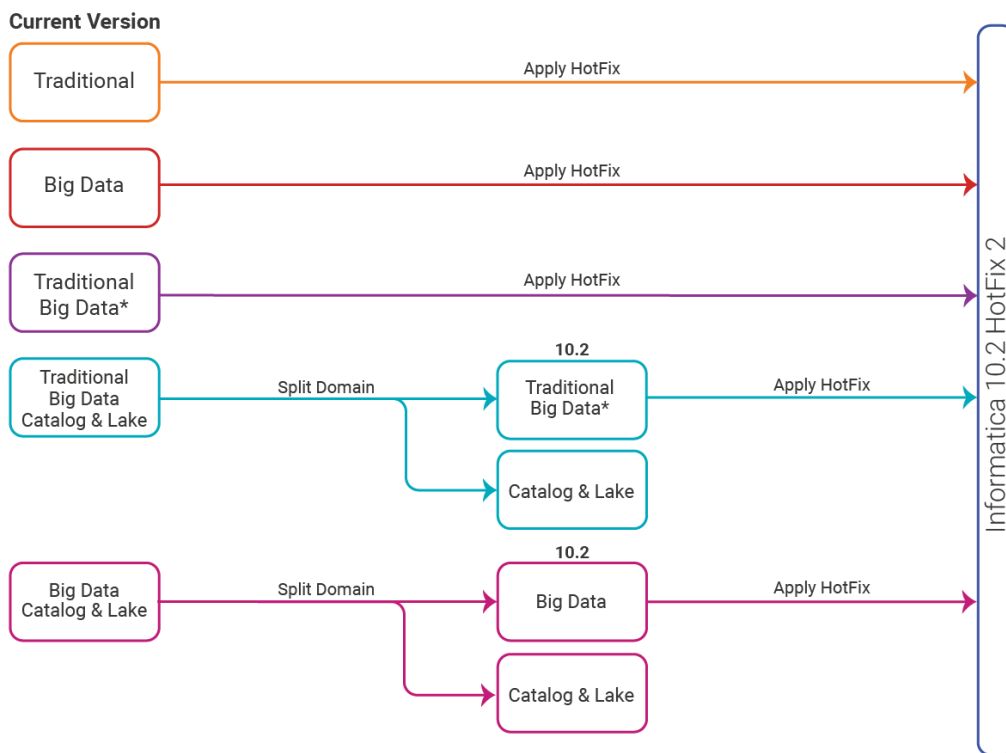 Current Version
Traditional
Apply HotFix
Big Data
Apply HotFix
Traditional
Big Data*
Apply HotFix
Traditional
Big Data
Catalog & Lake
Split Domain
10.2
Traditional
Big Data*
Apply HotFix
Catalog & Lake
Big Data
Catalog & Lake
Split Domain
10.2
Big Data
Apply HotFix
Catalog & Lake
Informatica 10.2 HotFix 2